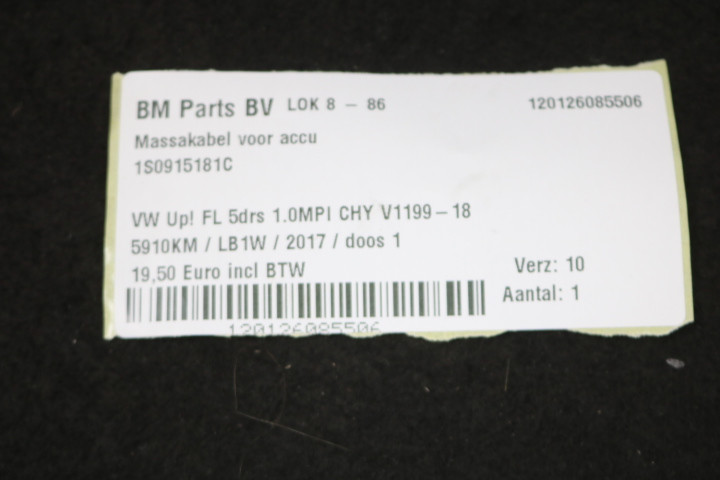 BM Parts BV LOK 8 - 86 120126085506
Massakabel voor accu
1S0915181C
VW Up! FL 5drs 1.0MPI CHY V1199-18
5910KM / LB1W / 2017 / doos 1
19,50 Euro incl BTW Verz: 10
Aantal: 1
120126085506